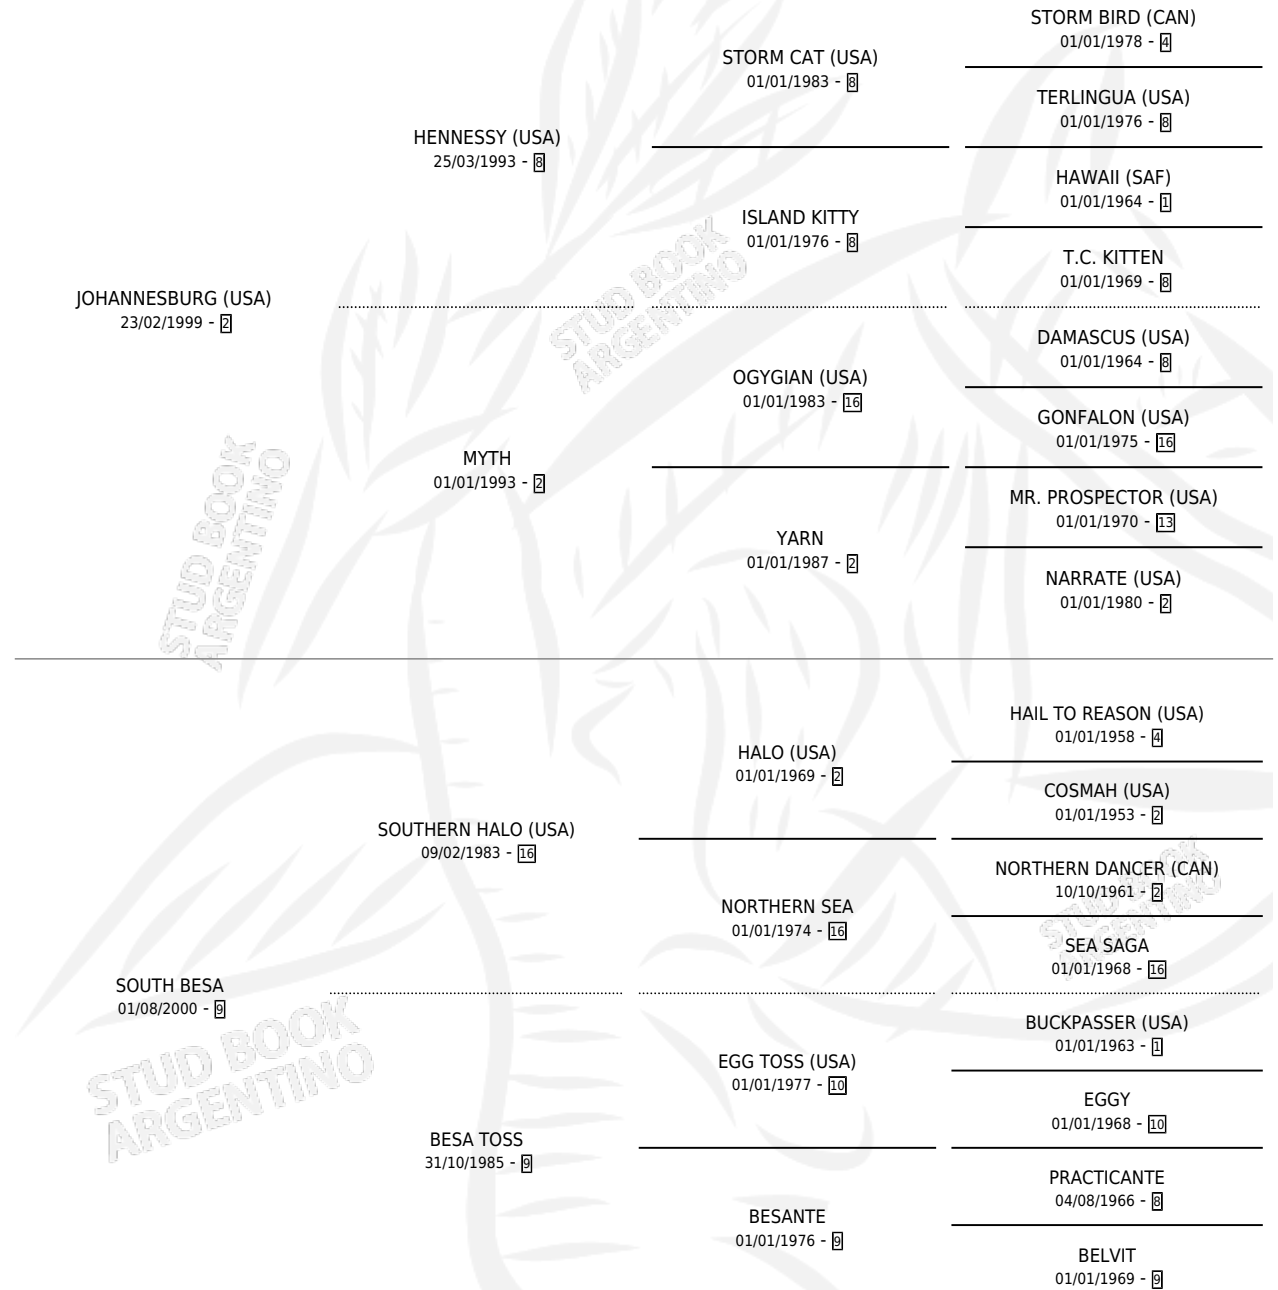 STORM BIRD (CAN)
01/01/1978 - 4
STORM CAT (USA)
01/01/1983 - 8
TERLINGUA (USA)
01/01/1976 - 8
HENNESSY (USA)
25/03/1993 - 8
HAWAII (SAF)
01/01/1964 - 1
ISLAND KITTY
01/01/1976 - 8
T.C. KITTEN
01/01/1969 - 8
JOHANNESBURG (USA)
23/02/1999 - 2
DAMASCUS (USA)
01/01/1964 - 8
OGYGIAN (USA)
01/01/1983 - 16
GONFALON (USA)
01/01/1975 - 16
MYTH
01/01/1993 - 2
MR. PROSPECTOR (USA)
01/01/1970 - 13
YARN
01/01/1987 - 2
NARRATE (USA)
01/01/1980 - 2
HAIL TO REASON (USA)
01/01/1958 - 4
HALO (USA)
01/01/1969 - 2
COSMAH (USA)
01/01/1953 - 2
SOUTHERN HALO (USA)
09/02/1983 - 16
NORTHERN DANCER (CAN)
10/10/1961 - 2
NORTHERN SEA
01/01/1974 - 16
SEA SAGA
01/01/1968 - 16
SOUTH BESA
01/08/2000 - 9
BUCKPASSER (USA)
01/01/1963 - 1
EGG TOSS (USA)
01/01/1977 - 10
EGGY
01/01/1968 - 10
BESA TOSS
31/10/1985 - 9
PRACTICANTE
04/08/1966 - 8
BESANTE
01/01/1976 - 9
BELVIT
01/01/1969 - 9
STUD BOOK
ARGENTINO
STUD BOOK
ARGENTINO
STUD BOOK
ARGENTINO
STUD BOOK
ARGENTINO